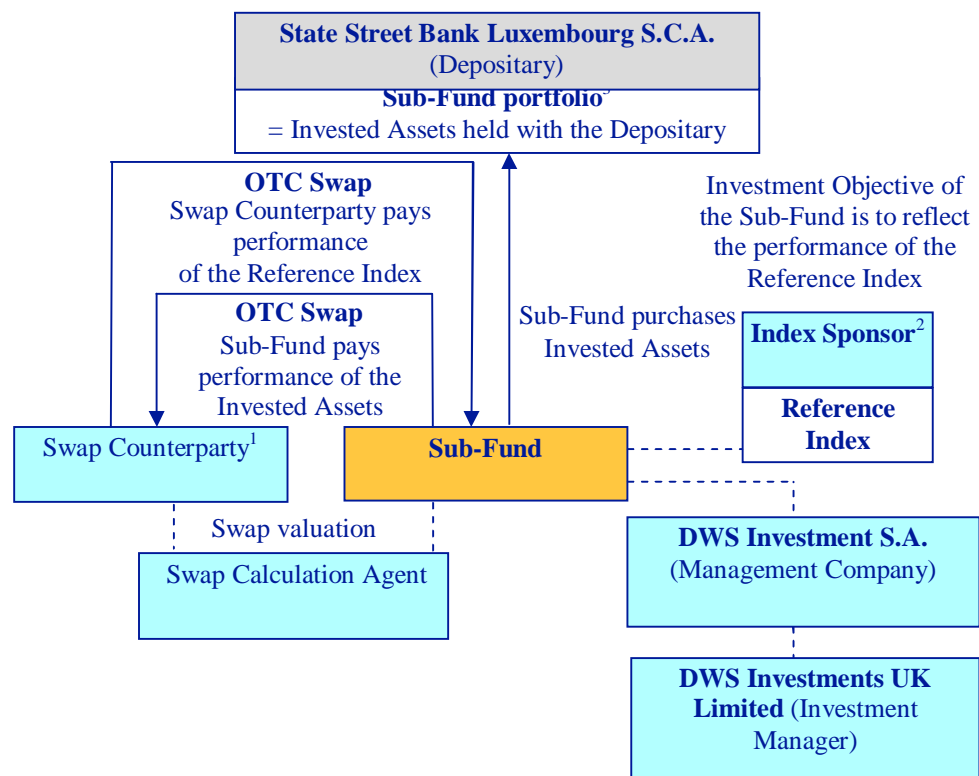 State Street Bank Luxembourg S.C.A.
(Depositary)
Sub-Fund portfolio
= Invested Assets held with the Depositary
OTC Swap
Swap Counterparty pays
performance
of the Reference Index
OTC Swap
Sub-Fund pays
performance of the
Invested Assets
Sub-Fund purchases
Invested Assets
Investment Objective of
the Sub-Fund is to reflect
the performance of the
Reference Index
Index Sponsor²
Reference
Index
Swap Counterparty¹
Sub-Fund
Swap valuation
Swap Calculation Agent
DWS Investment S.A.
(Management Company)
DWS Investments UK
Limited (Investment
Manager)